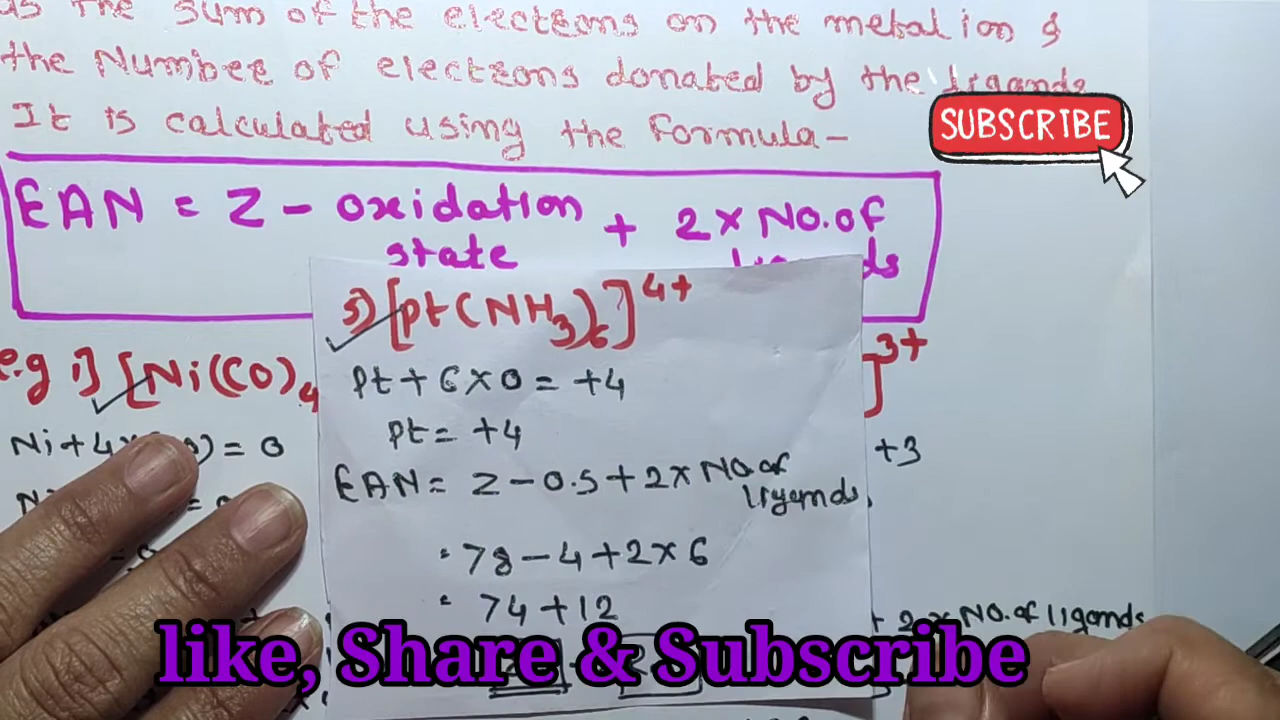 as the sum of the electrons on the metal ion &
the Number of electrons donated by the ligands
It is calculated using the Formula-
SUBSCRIBE
EAN = Z - oxidation state + 2 x No. of
e.g 1] [Ni(CO)4
]3+
Ni + 4
) = 0
+3
5) [Pt(NH3)6]4+
Pt + 6 x 0 = +4
Pt = +4
EAN = Z - 0.5 + 2 x No. of ligands.
= 78 - 4 + 2 x 6
= 74 + 12
+ 2 x No. of ligands
like, Share & Subscribe